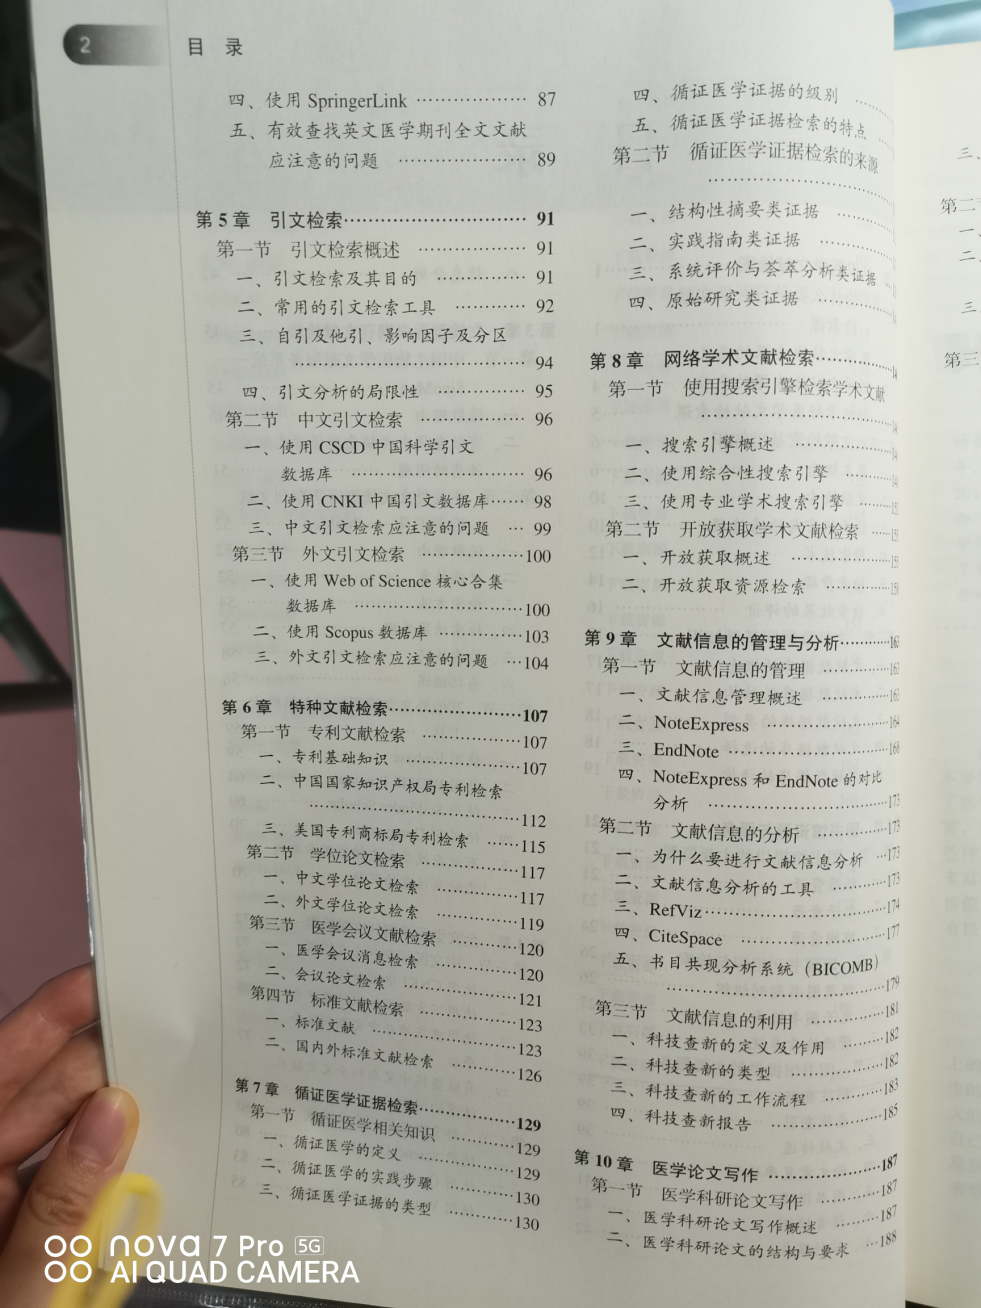 2
目 录
四、使用 SpringerLink ……………… 87
五、有效查找英文医学期刊全文文献
应注意的问题 ………………… 89
第 5 章 引文检索………………………… 91
第一节 引文检索概述 ……………… 91
一、引文检索及其目的 …………… 91
二、常用的引文检索工具 ………… 92
三、自引及他引、影响因子及分区
……………………………… 94
四、引文分析的局限性 …………… 95
第二节 中文引文检索 ……………… 96
一、使用 CSCD 中国科学引文
数据库 ……………………… 96
二、使用 CNKI 中国引文数据库…… 98
三、中文引文检索应注意的问题 … 99
第三节 外文引文检索 ………………100
一、使用 Web of Science 核心合集
数据库 ………………………100
二、使用 Scopus 数据库 ……………103
三、外文引文检索应注意的问题 …104
第 6 章 特种文献检索…………………107
第一节 专利文献检索 ………………107
一、专利基础知识 …………………107
二、中国国家知识产权局专利检索
………………………………112
三、美国专利商标局专利检索 ……115
第二节 学位论文检索 ………………117
一、中文学位论文检索 ……………117
二、外文学位论文检索 ……………119
第三节 医学会议文献检索 …………120
一、医学会议消息检索 ……………120
二、会议论文检索 …………………121
第四节 标准文献检索 ………………123
一、标准文献 ………………………123
二、国内外标准文献检索 …………126
第 7 章 循证医学证据检索……………129
第一节 循证医学相关知识 …………129
一、循证医学的定义 ………………129
二、循证医学的实践步骤 …………130
三、循证医学证据的类型 …………130
四、循证医学证据的级别 ……
五、循证医学证据检索的特点
第二节 循证医学证据检索的来源
………………………
一、结构性摘要类证据 ………
二、实践指南类证据 …………
三、系统评价与荟萃分析类证据
四、原始研究类证据 …………
第 8 章 网络学术文献检索……………
第一节 使用搜索引擎检索学术文献
………………………
一、搜索引擎概述 ……………
二、使用综合性搜索引擎 ………
三、使用专业学术搜索引擎 ……
第二节 开放获取学术文献检索 ……
一、开放获取概述 ……………
二、开放获取资源检索 …………
第 9 章 文献信息的管理与分析…………163
第一节 文献信息的管理 ……………163
一、文献信息管理概述 ……………163
二、NoteExpress ……………………164
三、EndNote …………………………168
四、NoteExpress 和 EndNote 的对比
分析 …………………………173
第二节 文献信息的分析 ……………173
一、为什么要进行文献信息分析 …173
二、文献信息分析的工具 …………173
三、RefViz……………………………174
四、CiteSpace ………………………177
五、书目共现分析系统（BICOMB）
………………………………179
第三节 文献信息的利用 ……………181
一、科技查新的定义及作用 ………182
二、科技查新的类型 ………………182
三、科技查新的工作流程 …………183
四、科技查新报告 …………………185
第 10 章 医学论文写作 ………………187
第一节 医学科研论文写作 …………187
一、医学科研论文写作概述 ………187
二、医学科研论文的结构与要求 …188
三、
第二
一、
二、
三
第三
nova 7 Pro 5G
AI QUAD CAMERA